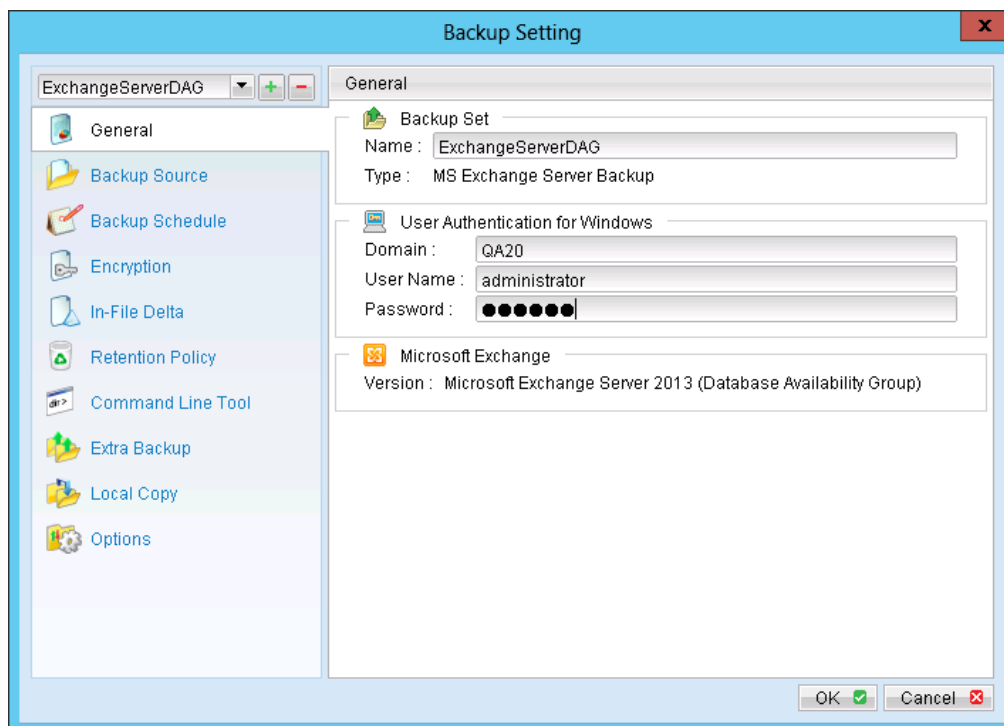 Backup Setting
x
ExchangeServerDAG
General
Backup Source
Backup Schedule
Encryption
In-File Delta
Retention Policy
dir>
Command Line Tool
Extra Backup
Local Copy
Options
General
Backup Set
Name : ExchangeServerDAG
Type : MS Exchange Server Backup
User Authentication for Windows
Domain : QA20
User Name : administrator
Password : ●●●●●●
Microsoft Exchange
Version : Microsoft Exchange Server 2013 (Database Availability Group)
OK
Cancel